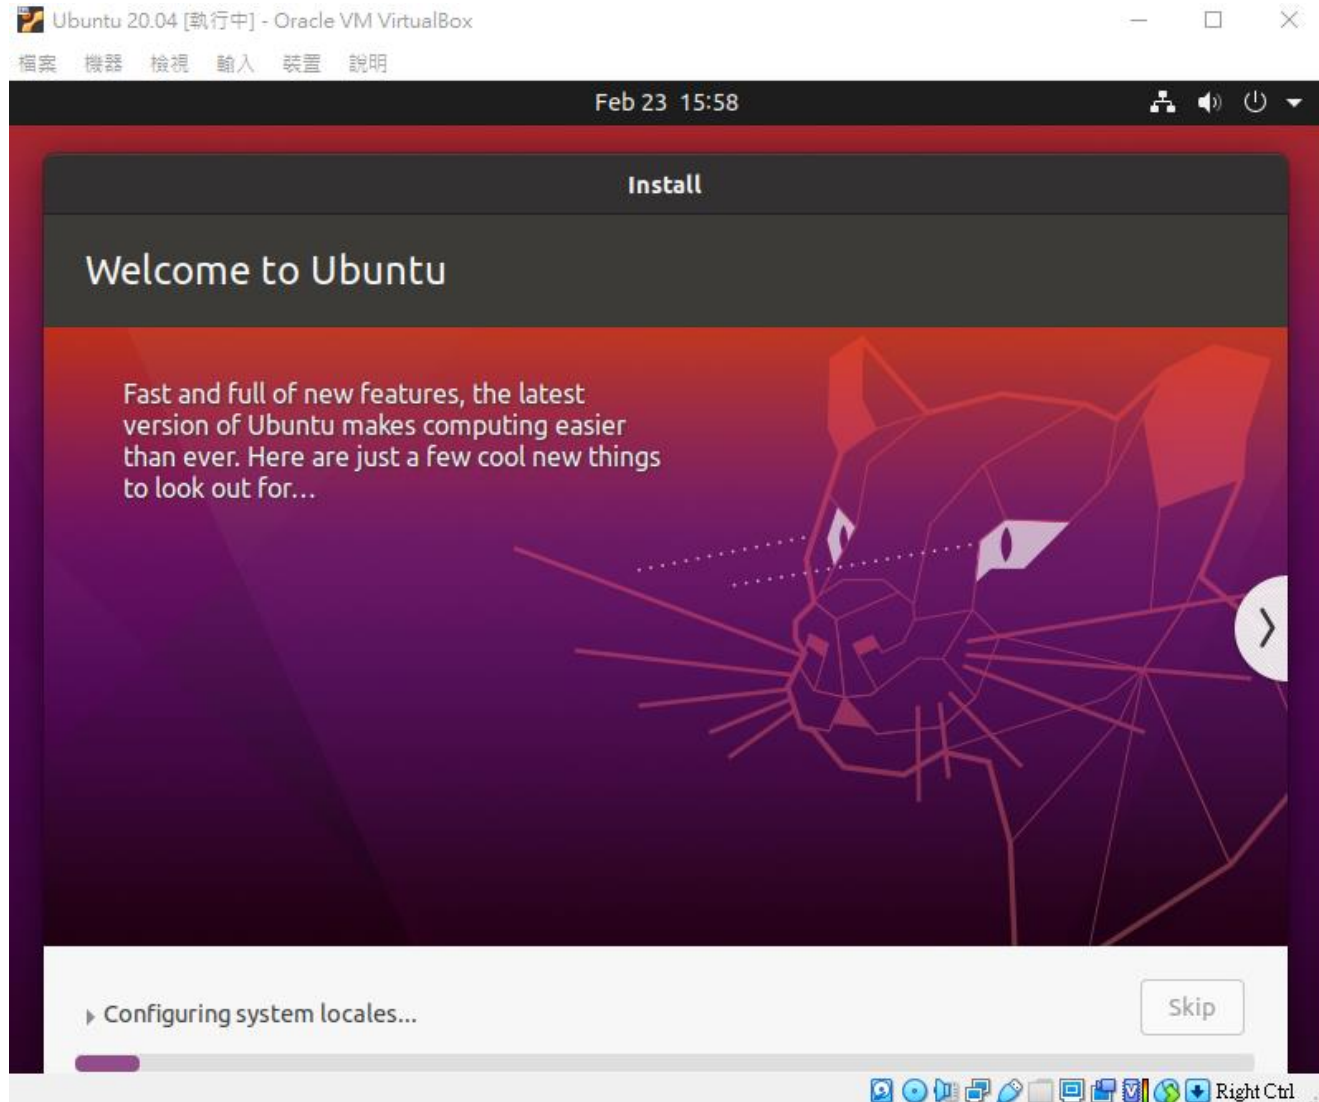 Ubuntu 20.04 [執行中] - Oracle VM VirtualBox
檔案 機器 檢視 輸入 裝置 說明
Feb 23 15:58
Install
Welcome to Ubuntu
Fast and full of new features, the latest
version of Ubuntu makes computing easier
than ever. Here are just a few cool new things
to look out for...
Configuring system locales...
Skip
Right Ctrl